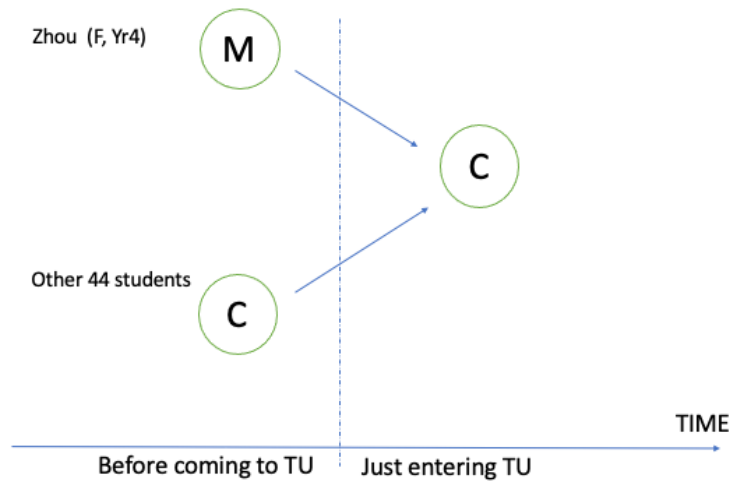 Zhou (F, Yr4)
M
C
Other 44 students
C
TIME
Before coming to TU
Just entering TU